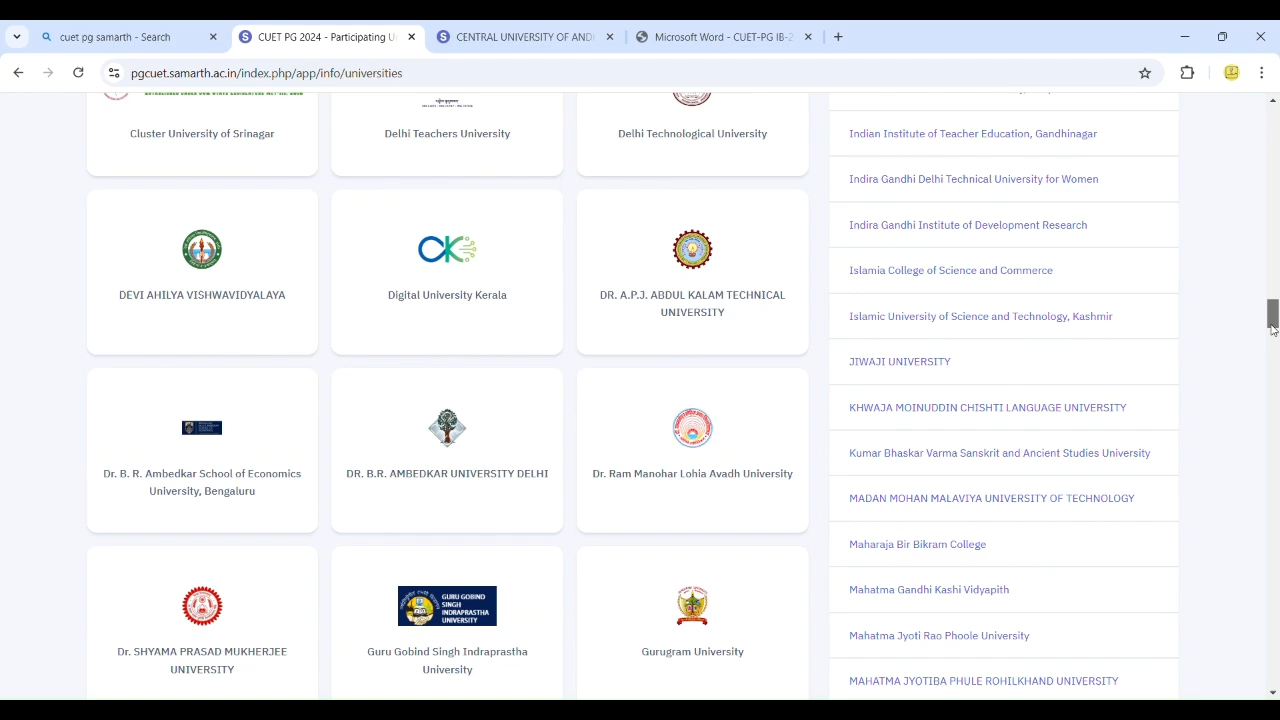 cuet pg samarth - Search
CUET PG 2024 - Participating U
CENTRAL UNIVERSITY OF AND
Microsoft Word - CUET-PG IB-2
pgcuet.samarth.ac.in/index.php/app/info/universities
Cluster University of Srinagar
Delhi Teachers University
Delhi Technological University
DEVI AHILYA VISHWAVIDYALAYA
Digital University Kerala
DR. A.P.J. ABDUL KALAM TECHNICAL
UNIVERSITY
Dr. B. R. Ambedkar School of Economics
University, Bengaluru
DR. B.R. AMBEDKAR UNIVERSITY DELHI
Dr. Ram Manohar Lohia Avadh University
Dr. SHYAMA PRASAD MUKHERJEE
UNIVERSITY
GURU GOBIND
SINGH
INDRAPRASTHA
UNIVERSITY
Guru Gobind Singh Indraprastha
University
Gurugram University
Indian Institute of Teacher Education, Gandhinagar
Indira Gandhi Delhi Technical University for Women
Indira Gandhi Institute of Development Research
Islamia College of Science and Commerce
Islamic University of Science and Technology, Kashmir
JIWAJI UNIVERSITY
KHWAJA MOINUDDIN CHISHTI LANGUAGE UNIVERSITY
Kumar Bhaskar Varma Sanskrit and Ancient Studies University
MADAN MOHAN MALAVIYA UNIVERSITY OF TECHNOLOGY
Maharaja Bir Bikram College
Mahatma Gandhi Kashi Vidyapith
Mahatma Jyoti Rao Phoole University
MAHATMA JYOTIBA PHULE ROHILKHAND UNIVERSITY